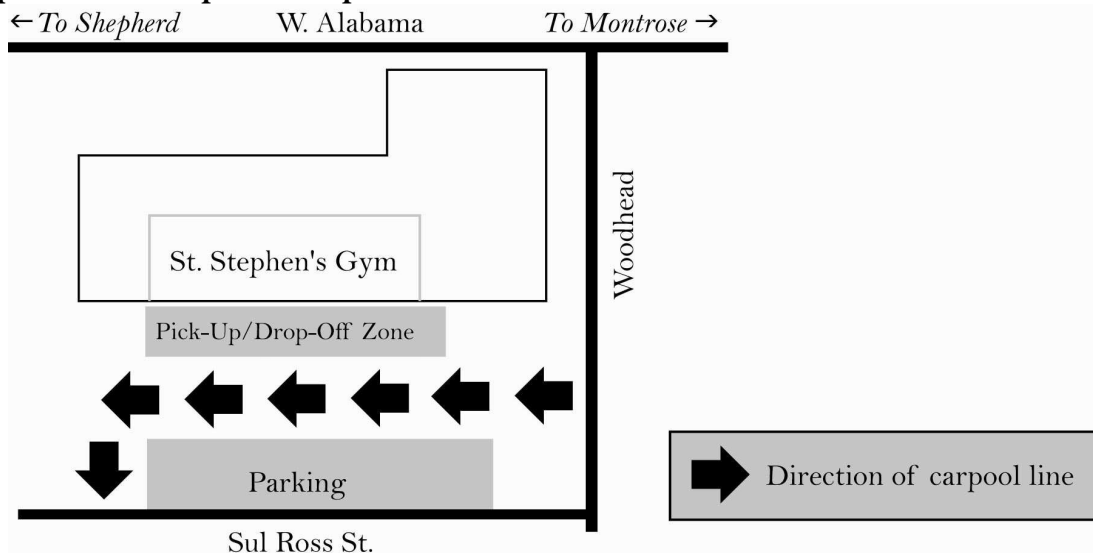 ← To Shepherd
W. Alabama
To Montrose →
Woodhead
St. Stephen's Gym
Pick-Up/Drop-Off Zone
Parking
Direction of carpool line
Sul Ross St.